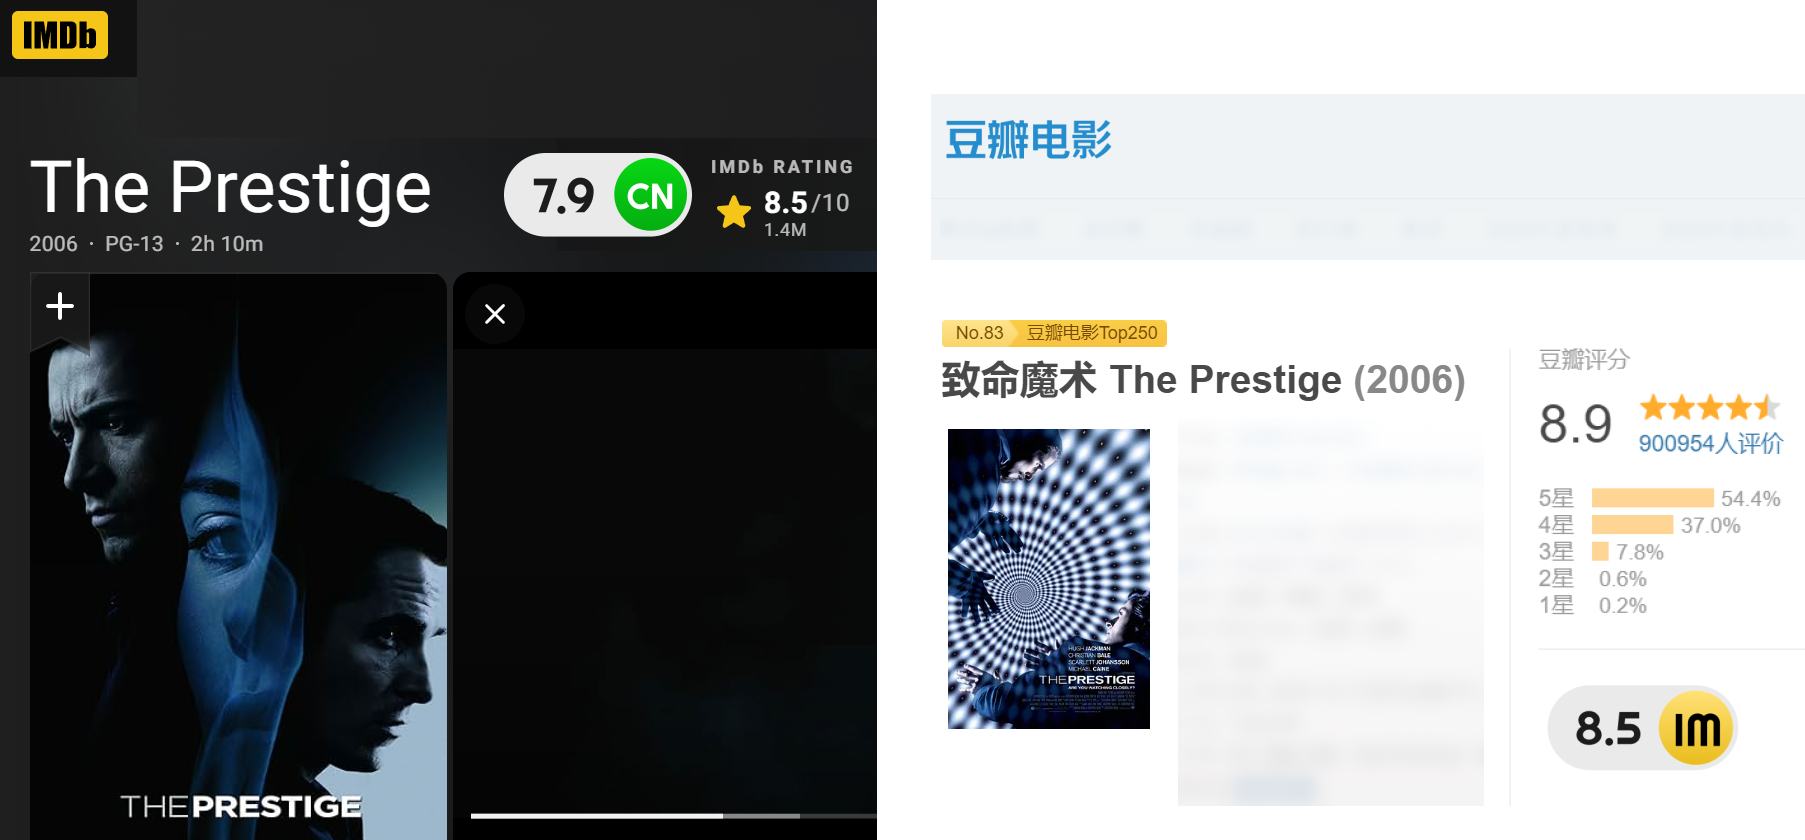 IMDb
The Prestige
2006 · PG-13 · 2h 10m
7.9 CN
IMDb RATING
8.5/10
1.4M
THEPRESTIGE
豆瓣电影
No.83 豆瓣电影Top250
致命魔术 The Prestige (2006)
HUGH JACKMAN
CHRISTIAN BALE
SCARLETT JOHANSSON
MICHAEL CAINE
THEPRESTIGE
ARE YOU WATCHING CLOSELY?
豆瓣评分
8.9
900954人评价
5星 54.4%
4星 37.0%
3星 7.8%
2星 0.6%
1星 0.2%
8.5 IM